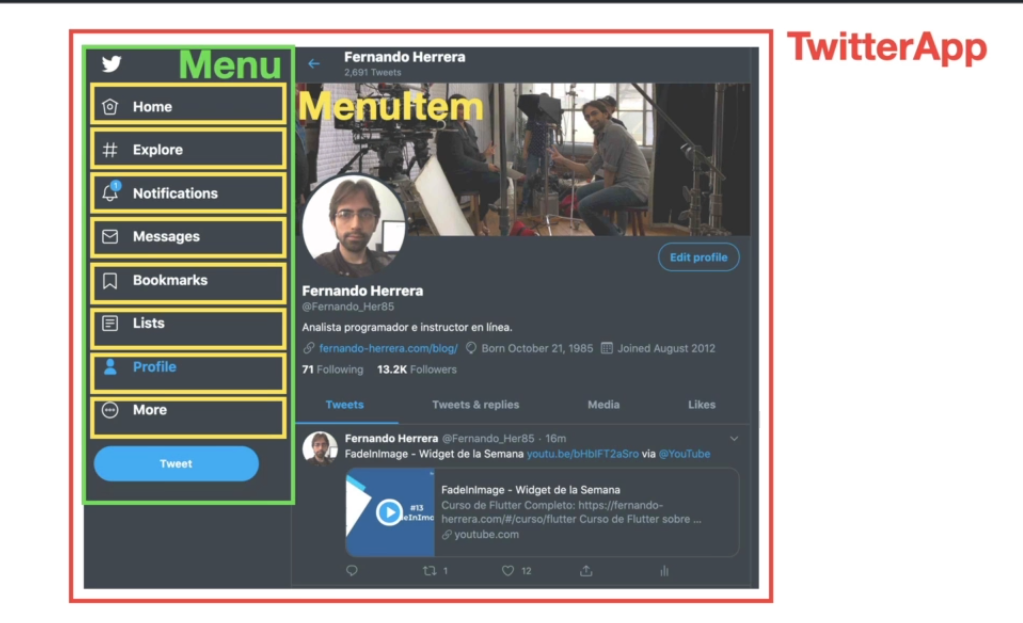 TwitterApp
Menu
Home
Explore
1
Notifications
Messages
Bookmarks
Lists
Profile
More
Tweet
Fernando Herrera
2,691 Tweets
MenuItem
Edit profile
Fernando Herrera
@Fernando_Her85
Analista programador e instructor en línea.
fernando-herrera.com/blog/ Born October 21, 1985 Joined August 2012
71 Following 13.2K Followers
Tweets Tweets & replies Media Likes
Fernando Herrera @Fernando_Her85 · 16m
FadeInImage - Widget de la Semana youtu.be/bHbIFT2aSro via @YouTube
#13
eInIma
FadeInImage - Widget de la Semana
Curso de Flutter Completo: https://fernando-
herrera.com/#/curso/flutter Curso de Flutter sobre ...
youtube.com
1 12